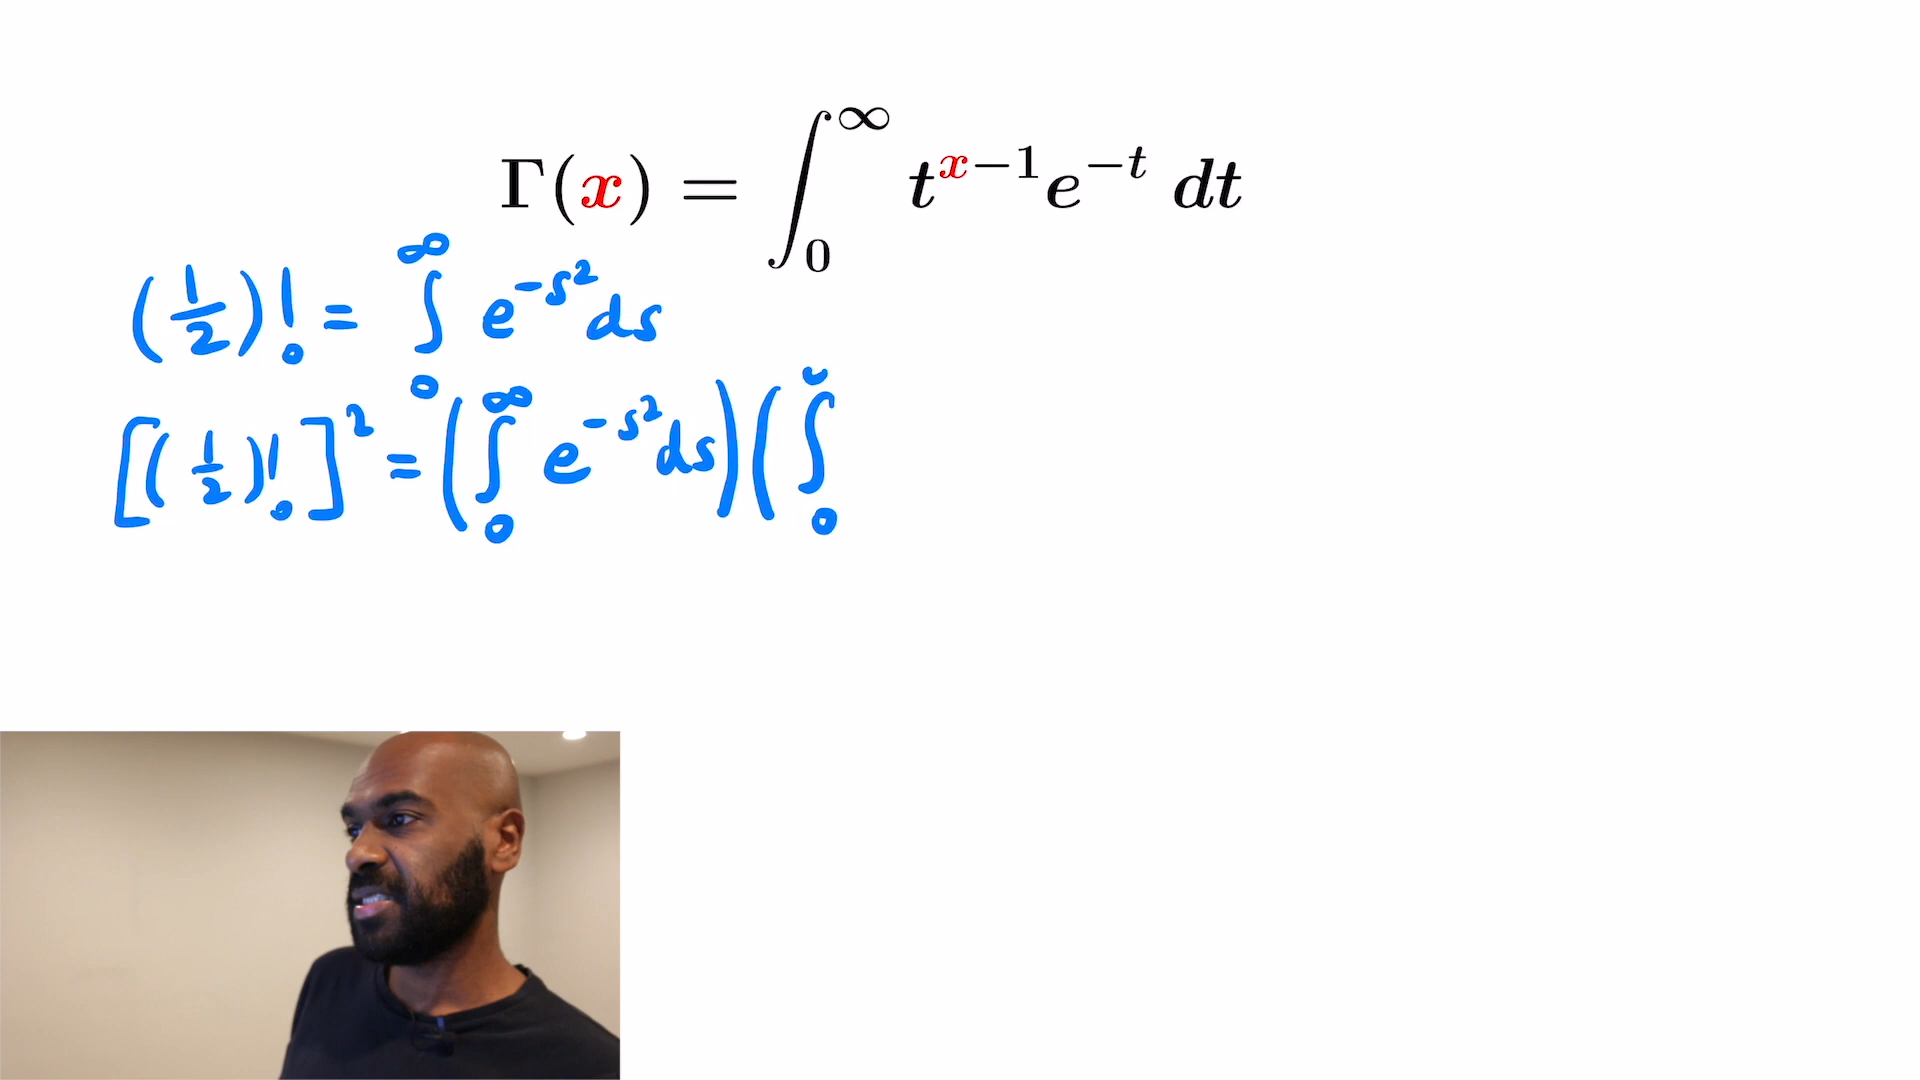 Γ(x) = ∫₀^∞ t^{x−1} e^{−t} dt
(1/2)! = ∫₀^∞ e^{-s²} ds
[(1/2)!]² = (∫₀^∞ e^{-s²} ds)(∫₀